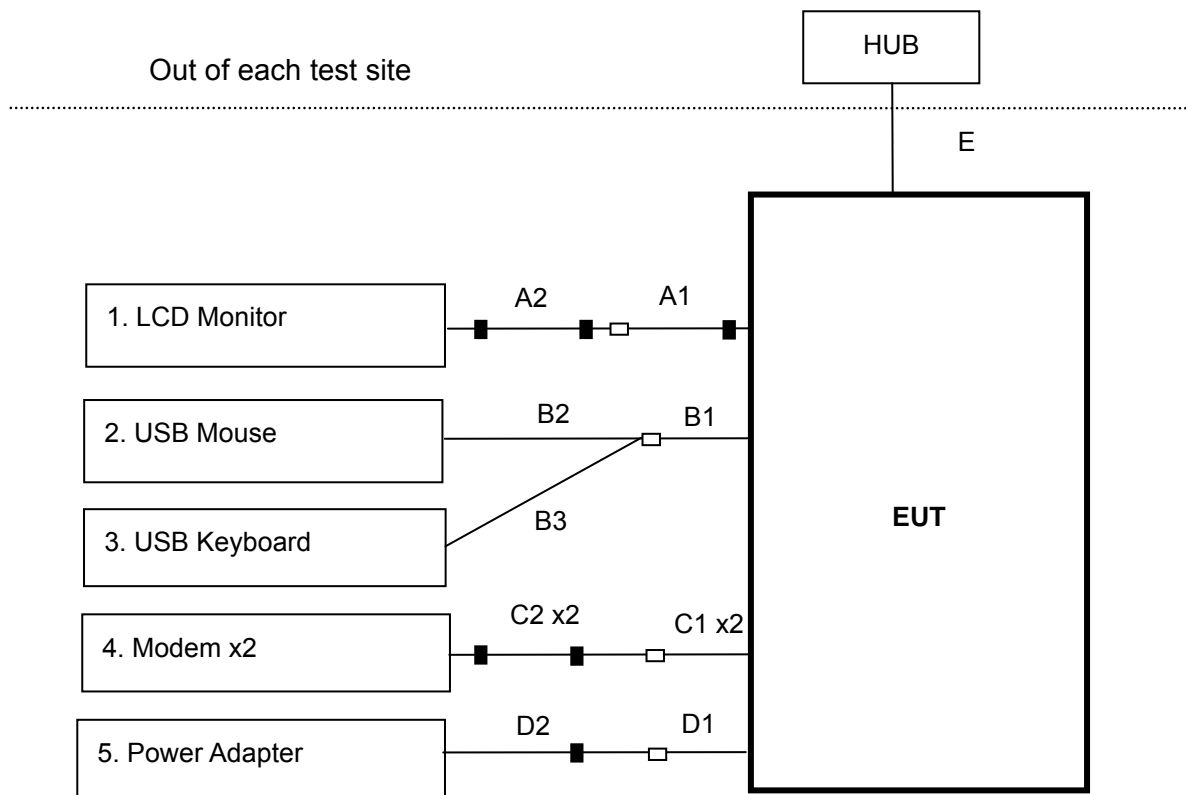 HUB
Out of each test site
E
A2
A1
1. LCD Monitor
B2
B1
2. USB Mouse
EUT
B3
3. USB Keyboard
C2 x2
C1 x2
4. Modem x2
D2
D1
5. Power Adapter